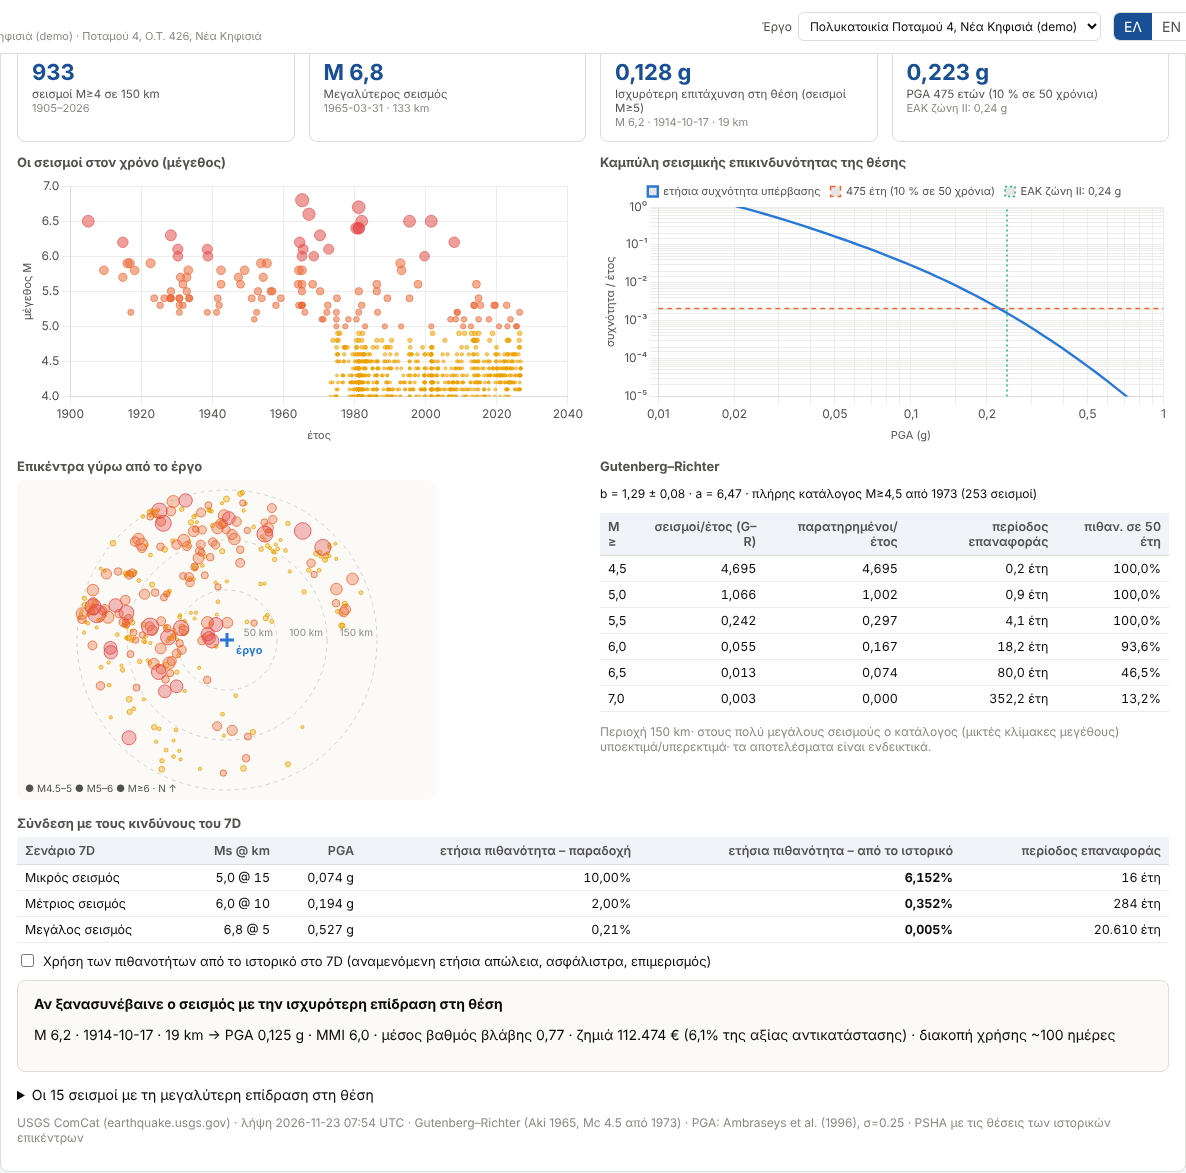 ηφισιά (demo) · Ποταμού 4, Ο.Τ. 426, Νέα Κηφισιά
Έργο
Πολυκατοικία Ποταμού 4, Νέα Κηφισιά (demo)
ΕΛ
EN
933
σεισμοί M≥4 σε 150 km
1905–2026
M 6,8
Μεγαλύτερος σεισμός
1965-03-31 · 133 km
0,128 g
Ισχυρότερη επιτάχυνση στη θέση (σεισμοί
M≥5)
M 6,2 · 1914-10-17 · 19 km
0,223 g
PGA 475 ετών (10 % σε 50 χρόνια)
ΕΑΚ ζώνη II: 0,24 g
Οι σεισμοί στον χρόνο (μέγεθος)
7.0
6.5
6.0
5.5
5.0
4.5
4.0
μέγεθος M
1900 1920 1940 1960 1980 2000 2020 2040
έτος
Καμπύλη σεισμικής επικινδυνότητας της θέσης
ετήσια συχνότητα υπέρβασης
475 έτη (10 % σε 50 χρόνια)
ΕΑΚ ζώνη II: 0,24 g
10⁰
10⁻¹
10⁻²
10⁻³
10⁻⁴
10⁻⁵
συχνότητα / έτος
0,01 0,02 0,05 0,1 0,2 0,5 1
PGA (g)
Επικέντρα γύρω από το έργο
50 km 100 km 150 km
έργο
● M4.5–5 ● M5–6 ● M≥6 · N ↑
Gutenberg–Richter
b = 1,29 ± 0,08 · a = 6,47 · πλήρης κατάλογος M≥4,5 από 1973 (253 σεισμοί)
M ≥ σεισμοί/έτος (G–R) παρατηρημένοι/έτος περίοδος επαναφοράς πιθαν. σε 50 έτη
4,5 4,695 4,695 0,2 έτη 100,0%
5,0 1,066 1,002 0,9 έτη 100,0%
5,5 0,242 0,297 4,1 έτη 100,0%
6,0 0,055 0,167 18,2 έτη 93,6%
6,5 0,013 0,074 80,0 έτη 46,5%
7,0 0,003 0,000 352,2 έτη 13,2%
Περιοχή 150 km· στους πολύ μεγάλους σεισμούς ο κατάλογος (μικτές κλίμακες μεγέθους)
υποεκτιμά/υπερεκτιμά· τα αποτελέσματα είναι ενδεικτικά.
Σύνδεση με τους κινδύνους του 7D
Σενάριο 7D Ms @ km PGA ετήσια πιθανότητα – παραδοχή ετήσια πιθανότητα – από το ιστορικό περίοδος επαναφοράς
Μικρός σεισμός 5,0 @ 15 0,074 g 10,00% 6,152% 16 έτη
Μέτριος σεισμός 6,0 @ 10 0,194 g 2,00% 0,352% 284 έτη
Μεγάλος σεισμός 6,8 @ 5 0,527 g 0,21% 0,005% 20.610 έτη
Χρήση των πιθανοτήτων από το ιστορικό στο 7D (αναμενόμενη ετήσια απώλεια, ασφάλιστρα, επιμερισμός)
Αν ξανασυνέβαινε ο σεισμός με την ισχυρότερη επίδραση στη θέση
M 6,2 · 1914-10-17 · 19 km → PGA 0,125 g · MMI 6,0 · μέσος βαθμός βλάβης 0,77 · ζημιά 112.474 € (6,1% της αξίας αντικατάστασης) · διακοπή χρήσης ~100 ημέρες
▶ Οι 15 σεισμοί με τη μεγαλύτερη επίδραση στη θέση
USGS ComCat (earthquake.usgs.gov) · λήψη 2026-11-23 07:54 UTC · Gutenberg–Richter (Aki 1965, Mc 4.5 από 1973) · PGA: Ambraseys et al. (1996), σ=0.25 · PSHA με τις θέσεις των ιστορικών
επικέντρων